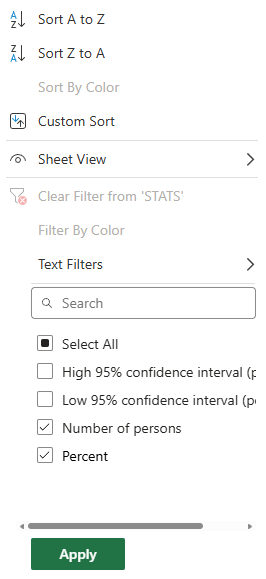 Sort A to Z
Sort Z to A
Sort By Color
Custom Sort
Sheet View
Clear Filter from 'STATS'
Filter By Color
Text Filters
Search
Select All
High 95% confidence interval (p
Low 95% confidence interval (p
Number of persons
Percent
Apply